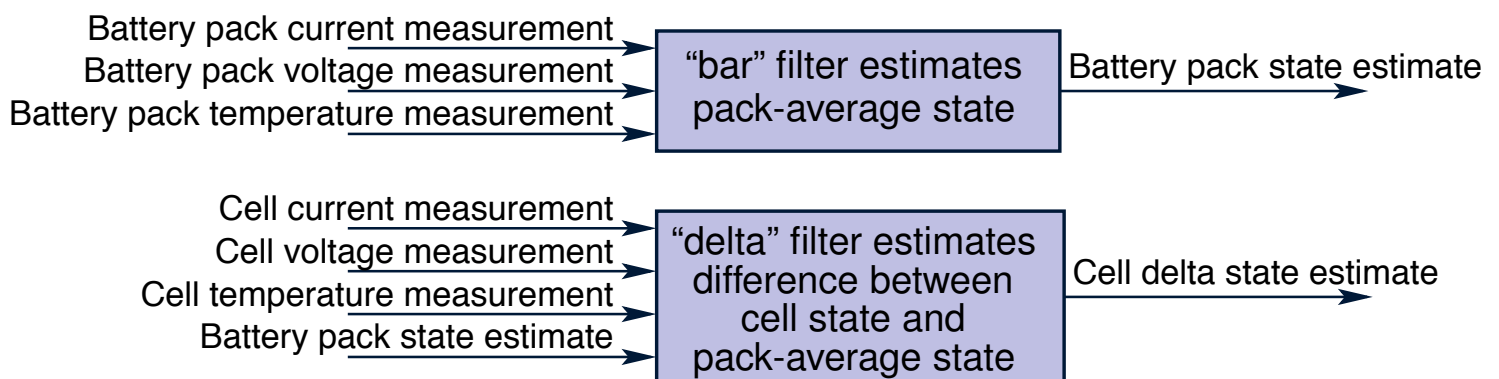 Battery pack current measurement
Battery pack voltage measurement
Battery pack temperature measurement
“bar” filter estimates
pack-average state
Battery pack state estimate
Cell current measurement
Cell voltage measurement
Cell temperature measurement
Battery pack state estimate
“delta” filter estimates
difference between
cell state and
pack-average state
Cell delta state estimate